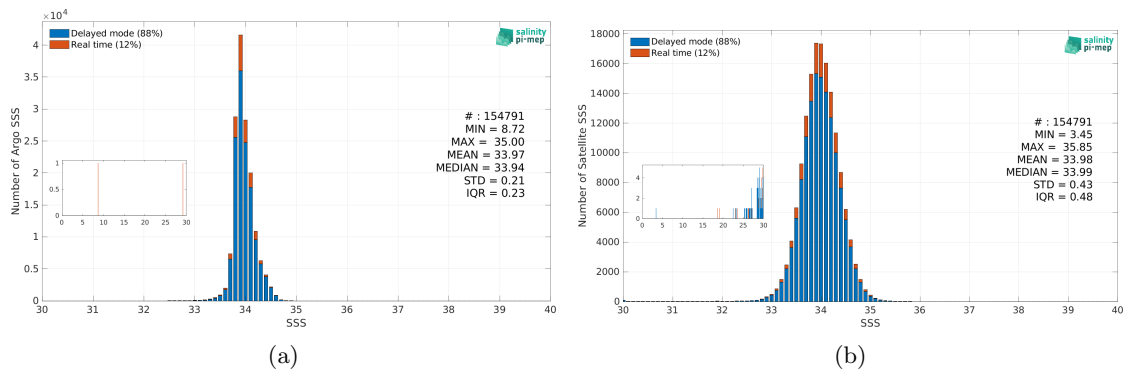 ×10⁴
4
3.5
3
2.5
2
1.5
1
0.5
0
Number of Argo SSS
Delayed mode (88%)
Real time (12%)
salinity
pi-mep
# : 154791
MIN = 8.72
MAX = 35.00
MEAN = 33.97
MEDIAN = 33.94
STD = 0.21
IQR = 0.23
1
0.5
0
0 5 10 15 20 25 30
30 31 32 33 34 35 36 37 38 39 40
SSS
(a)
18000
16000
14000
12000
10000
8000
6000
4000
2000
0
Number of Satellite SSS
Delayed mode (88%)
Real time (12%)
salinity
pi-mep
# : 154791
MIN = 3.45
MAX = 35.85
MEAN = 33.98
MEDIAN = 33.99
STD = 0.43
IQR = 0.48
4
2
0
0 5 10 15 20 25 30
30 31 32 33 34 35 36 37 38 39 40
SSS
(b)